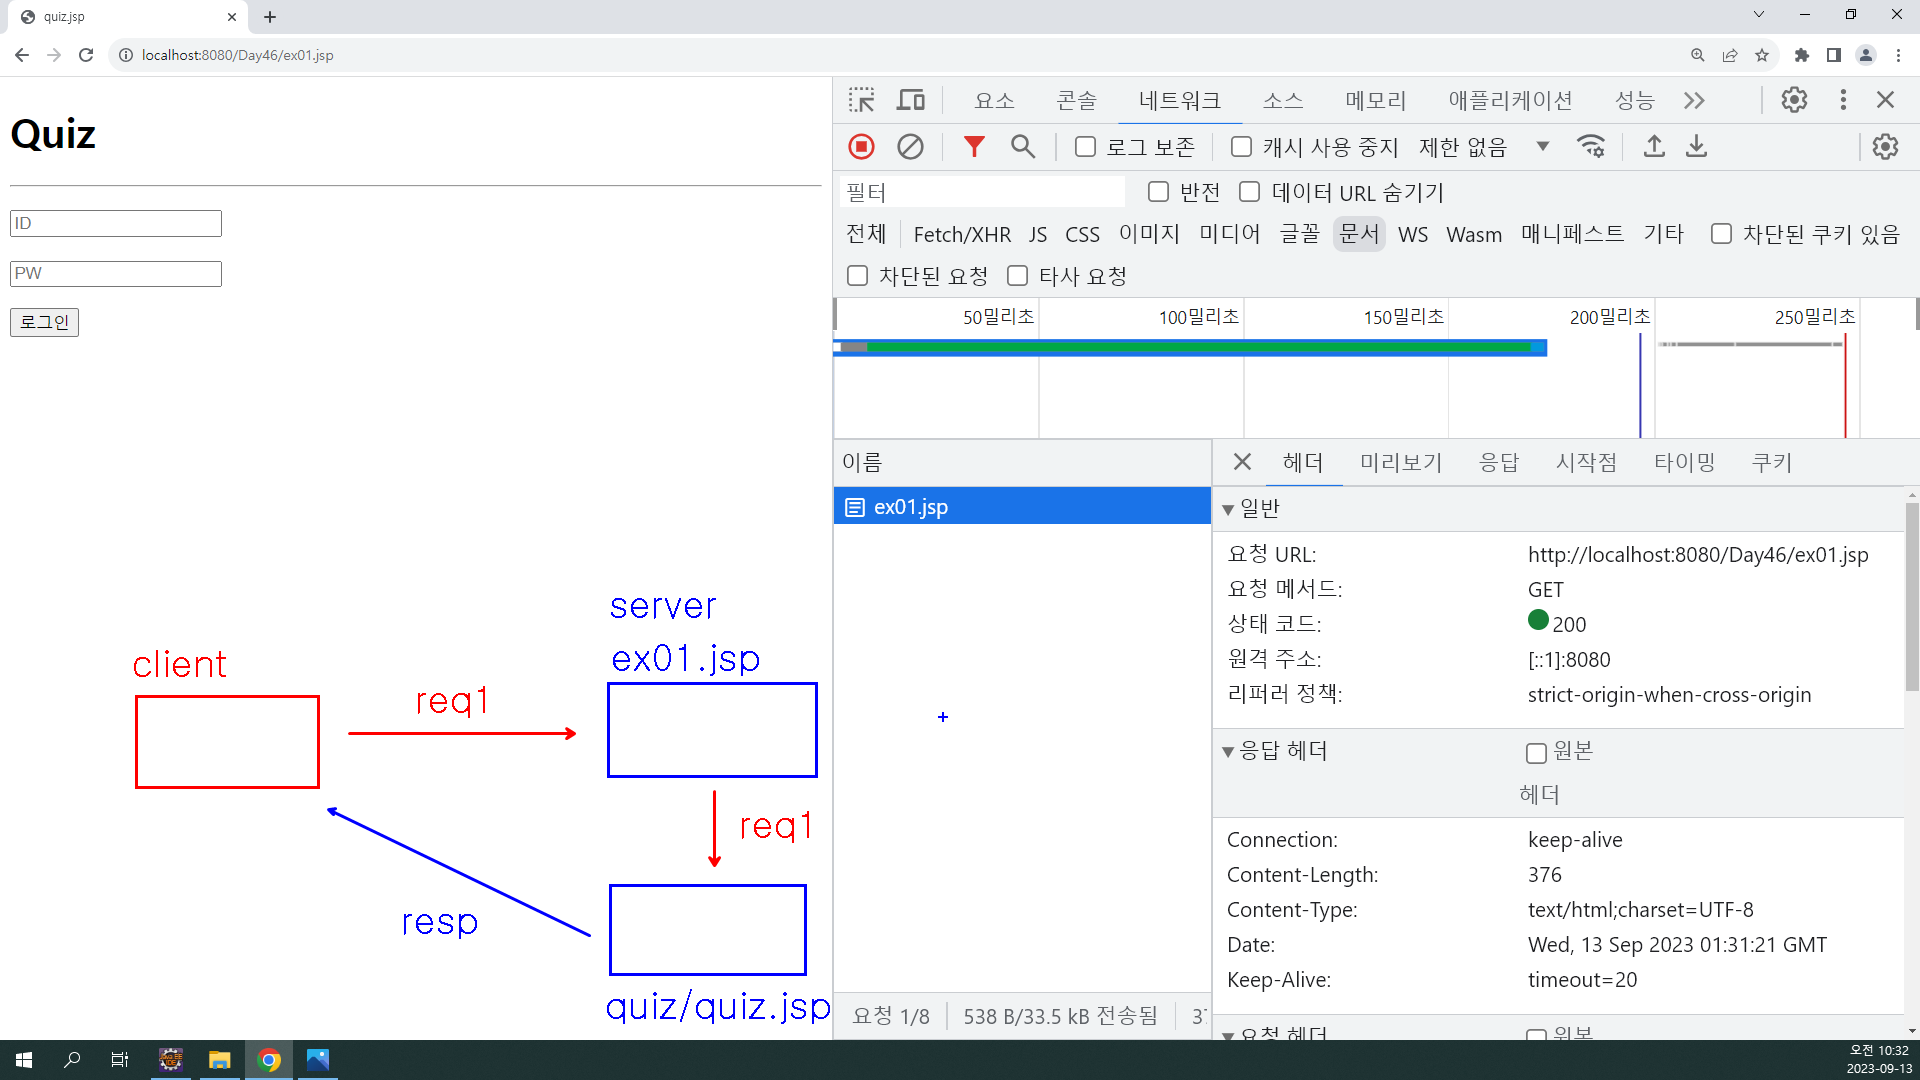 quiz.jsp
localhost:8080/Day46/ex01.jsp
Quiz
ID
PW
로그인
client
req1
server
ex01.jsp
req1
resp
quiz/quiz.jsp
요소 콘솔 네트워크 소스 메모리 애플리케이션 성능
로그 보존 캐시 사용 중지 제한 없음
필터 반전 데이터 URL 숨기기
전체 Fetch/XHR JS CSS 이미지 미디어 글꼴 문서 WS Wasm 매니페스트 기타 차단된 쿠키 있음
차단된 요청 타사 요청
50밀리초 100밀리초 150밀리초 200밀리초 250밀리초
이름
ex01.jsp
요청 1/8 538 B/33.5 kB 전송됨
헤더 미리보기 응답 시작점 타이밍 쿠키
일반
요청 URL: http://localhost:8080/Day46/ex01.jsp
요청 메서드: GET
상태 코드: 200
원격 주소: [::1]:8080
리퍼러 정책: strict-origin-when-cross-origin
응답 헤더 원본
헤더
Connection: keep-alive
Content-Length: 376
Content-Type: text/html;charset=UTF-8
Date: Wed, 13 Sep 2023 01:31:21 GMT
Keep-Alive: timeout=20
요청 헤더 원본
오전 10:32
2023-09-13